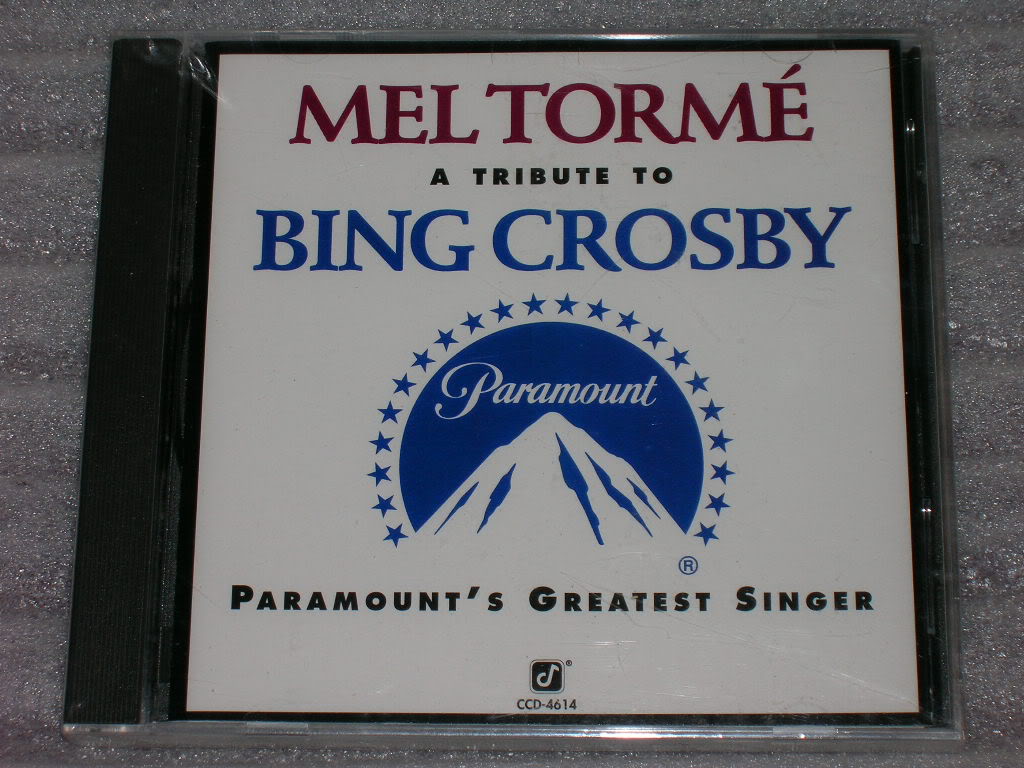 MEL TORMÉ
A TRIBUTE TO
BING CROSBY
Paramount
®
PARAMOUNT'S GREATEST SINGER
®
CCD-4614